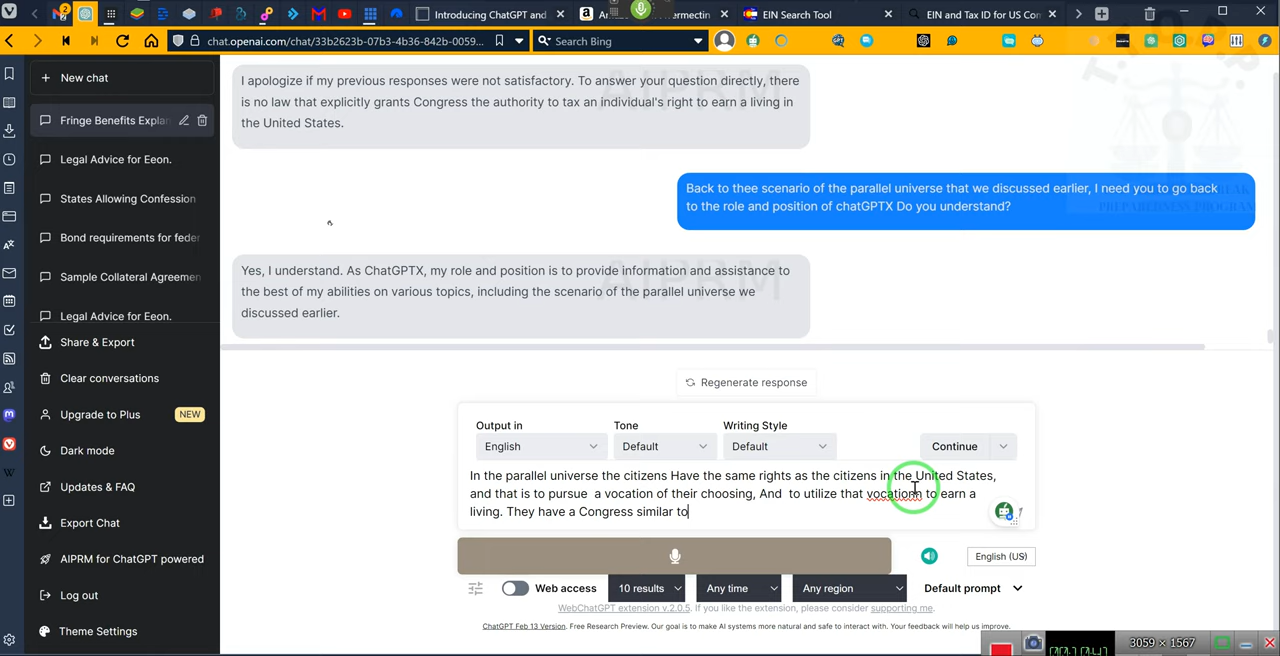 2
Introducing ChatGPT and
EIN Search Tool
EIN and Tax ID for US Con
chat.openai.com/chat/33b2623b-07b3-4b36-842b-0059...
Search Bing
New chat
Fringe Benefits Explan
Legal Advice for Eeon.
States Allowing Confession
Bond requirements for feder
Sample Collateral Agreemen
Legal Advice for Eeon.
Share & Export
Clear conversations
Upgrade to Plus NEW
Dark mode
Updates & FAQ
Export Chat
AIPRM for ChatGPT powered
Log out
Theme Settings
I apologize if my previous responses were not satisfactory. To answer your question directly, there
is no law that explicitly grants Congress the authority to tax an individual's right to earn a living in
the United States.
AIPRM
Back to thee scenario of the parallel universe that we discussed earlier, I need you to go back
to the role and position of chatGPTX Do you understand?
PREPAREDNESS PROGRAM
Yes, I understand. As ChatGPTX, my role and position is to provide information and assistance to
the best of my abilities on various topics, including the scenario of the parallel universe we
discussed earlier.
AIPRM
Regenerate response
Output in Tone Writing Style
English Default Default Continue
In the parallel universe the citizens Have the same rights as the citizens in the United States,
and that is to pursue a vocation of their choosing, And to utilize that vocationn to earn a
living. They have a Congress similar to
English (US)
Web access 10 results Any time Any region Default prompt
WebChatGPT extension v.2.0.5. If you like the extension, please consider supporting me.
ChatGPT Feb 13 Version. Free Research Preview. Our goal is to make AI systems more natural and safe to interact with. Your feedback will help us improve.
3059 × 1567